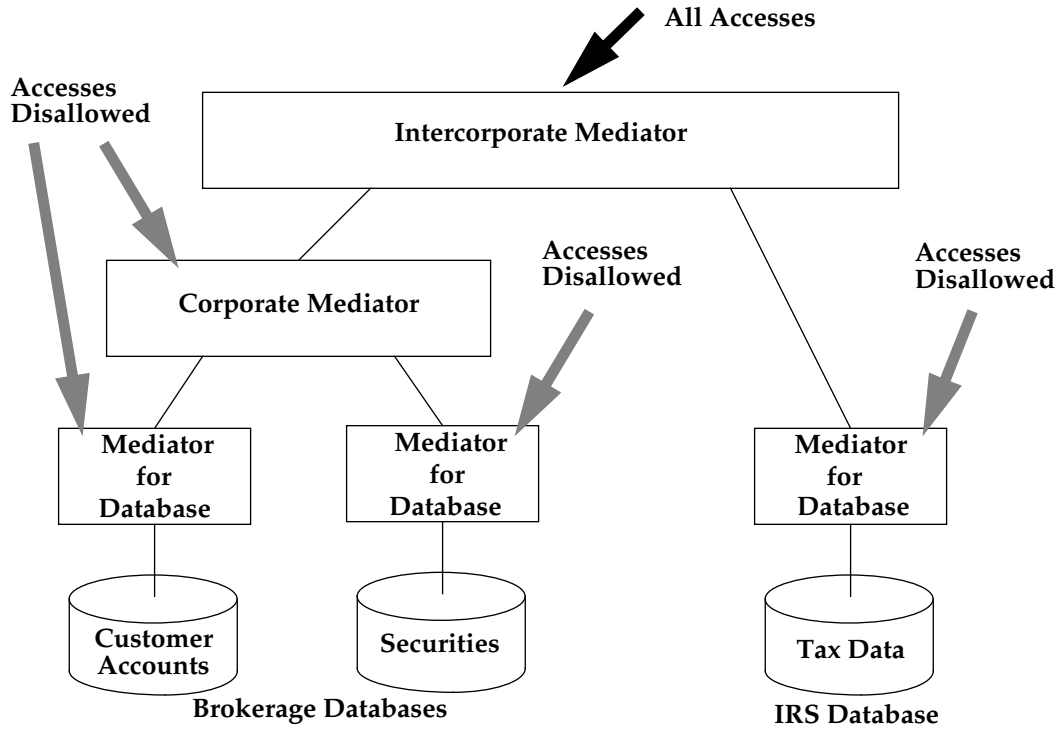 All Accesses
Accesses
Disallowed
Intercorporate Mediator
Accesses
Disallowed
Accesses
Disallowed
Corporate Mediator
Mediator
for
Database
Mediator
for
Database
Mediator
for
Database
Customer
Accounts
Securities
Tax Data
Brokerage Databases
IRS Database